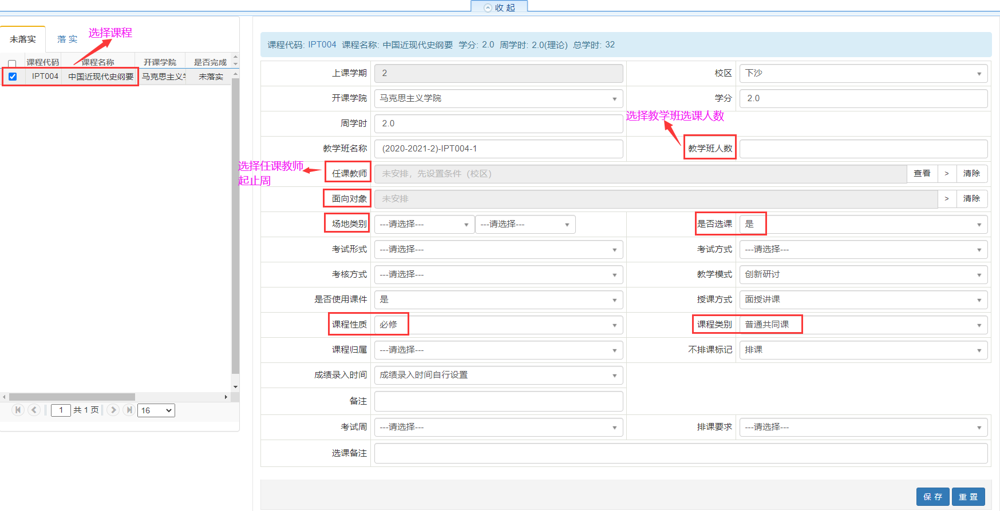 收 起
未落实
落 实
选择课程
课程代码 课程名称 开课学院 是否完成
IPT004 中国近现代史纲要 马克思主义 未落实
1 共 1 页 16
课程代码: IPT004 课程名称: 中国近现代史纲要 学分: 2.0 周学时: 2.0(理论) 总学时: 32
上课学期 2 校区 下沙
开课学院 马克思主义学院 学分 2.0
周学时 2.0
选择教学班选课人数
教学班名称 (2020-2021-2)-IPT004-1 教学班人数
选择任课教师
起止周
任课教师 未安排，先设置条件（校区） 查看 > 清除
面向对象 未安排 > 清除
场地类别 ---请选择--- ---请选择--- 是否选课 是
考试形式 ---请选择--- 考试方式 ---请选择---
考核方式 ---请选择--- 教学模式 创新研讨
是否使用课件 是 授课方式 面授讲课
课程性质 必修 课程类别 普通共同课
课程归属 ---请选择--- 不排课标记 排课
成绩录入时间 成绩录入时间自行设置
备注
考试周 ---请选择--- 排课要求 ---请选择---
选课备注
保 存 重 置